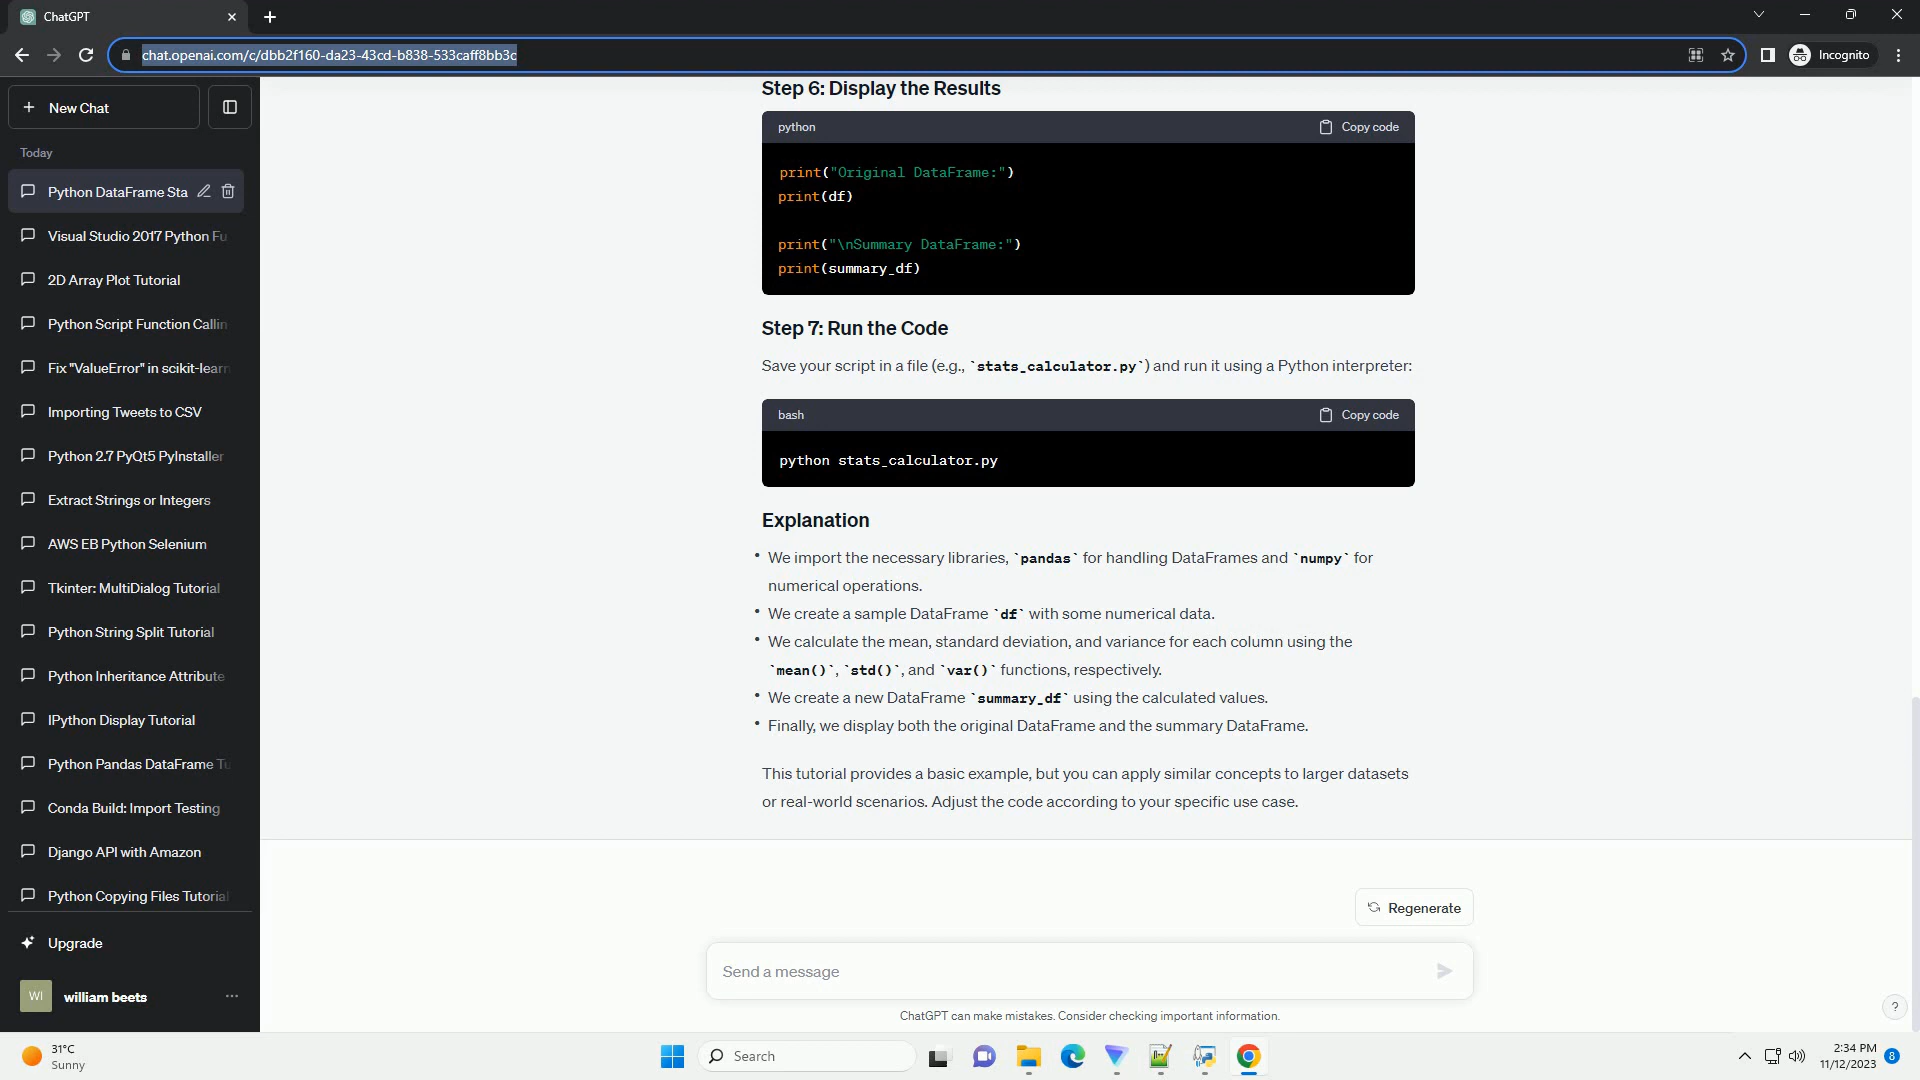 ChatGPT
chat.openai.com/c/dbb2f160-da23-43cd-b838-533caff8bb3c
Incognito
New Chat
Today
Python DataFrame Sta
Visual Studio 2017 Python Fu
2D Array Plot Tutorial
Python Script Function Callin
Fix "ValueError" in scikit-learn
Importing Tweets to CSV
Python 2.7 PyQt5 PyInstaller
Extract Strings or Integers
AWS EB Python Selenium
Tkinter: MultiDialog Tutorial
Python String Split Tutorial
Python Inheritance Attribute
IPython Display Tutorial
Python Pandas DataFrame Tu
Conda Build: Import Testing
Django API with Amazon
Python Copying Files Tutorial
Upgrade
WI
william beets
Step 6: Display the Results
python
Copy code
print("Original DataFrame:")
print(df)
print("\nSummary DataFrame:")
print(summary_df)
Step 7: Run the Code
Save your script in a file (e.g., `stats_calculator.py`) and run it using a Python interpreter:
bash
Copy code
python stats_calculator.py
Explanation
• We import the necessary libraries, `pandas` for handling DataFrames and `numpy` for
numerical operations.
• We create a sample DataFrame `df` with some numerical data.
• We calculate the mean, standard deviation, and variance for each column using the
`mean()`, `std()`, and `var()` functions, respectively.
• We create a new DataFrame `summary_df` using the calculated values.
• Finally, we display both the original DataFrame and the summary DataFrame.
This tutorial provides a basic example, but you can apply similar concepts to larger datasets
or real-world scenarios. Adjust the code according to your specific use case.
Regenerate
Send a message
ChatGPT can make mistakes. Consider checking important information.
?
31°C
Sunny
Search
2:34 PM
11/12/2023
8